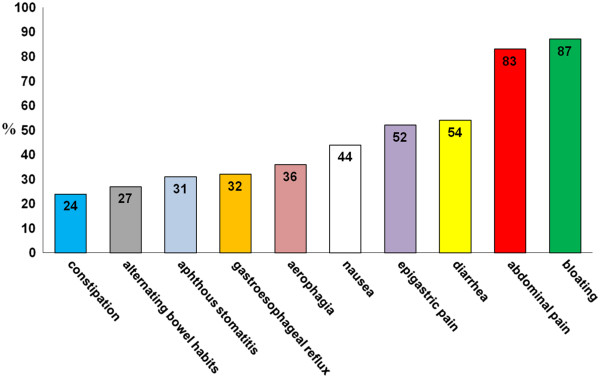 100
90
80
70
60
50
40
30
20
10
0
%
24
27
31
32
36
44
52
54
83
87
constipation
alternating bowel habits
aphthous stomatitis
gastroesophageal reflux
aerophagia
nausea
epigastric pain
diarrhea
abdominal pain
bloating